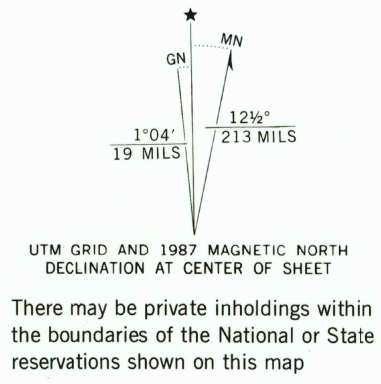 ★
MN
GN
12½°
213 MILS
1°04′
19 MILS
UTM GRID AND 1987 MAGNETIC NORTH
DECLINATION AT CENTER OF SHEET
There may be private inholdings within
the boundaries of the National or State
reservations shown on this map